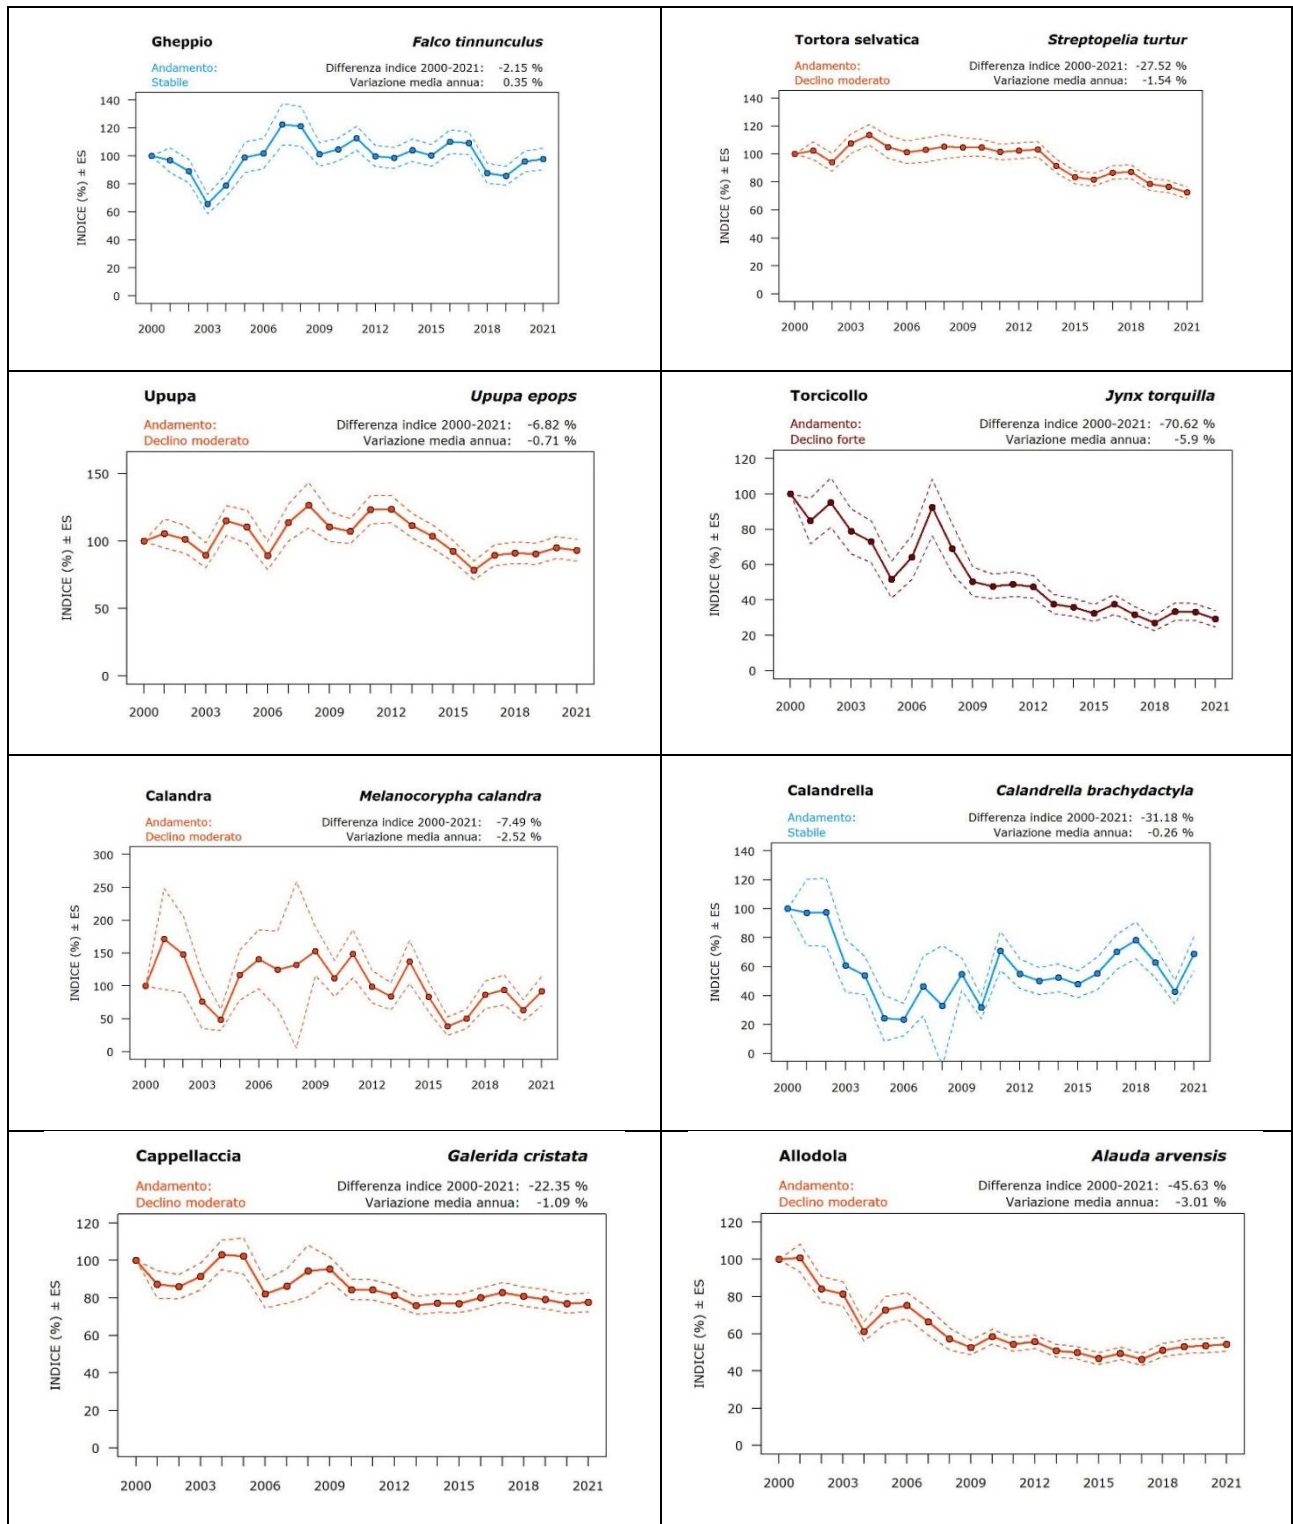 Gheppio Falco tinnunculus
Andamento: Differenza indice 2000-2021: -2.15 %
Stabile Variazione media annua: 0.35 %
INDICE (%) ± ES
140
120
100
80
60
40
20
0
2000 2003 2006 2009 2012 2015 2018 2021
Tortora selvatica Streptopelia turtur
Andamento: Differenza indice 2000-2021: -27.52 %
Declino moderato Variazione media annua: -1.54 %
INDICE (%) ± ES
140
120
100
80
60
40
20
0
2000 2003 2006 2009 2012 2015 2018 2021
Upupa Upupa epops
Andamento: Differenza indice 2000-2021: -6.82 %
Declino moderato Variazione media annua: -0.71 %
INDICE (%) ± ES
150
100
50
0
2000 2003 2006 2009 2012 2015 2018 2021
Torcicollo Jynx torquilla
Andamento: Differenza indice 2000-2021: -70.62 %
Declino forte Variazione media annua: -5.9 %
INDICE (%) ± ES
120
100
80
60
40
20
0
2000 2003 2006 2009 2012 2015 2018 2021
Calandra Melanocorypha calandra
Andamento: Differenza indice 2000-2021: -7.49 %
Declino moderato Variazione media annua: -2.52 %
INDICE (%) ± ES
300
250
200
150
100
50
0
2000 2003 2006 2009 2012 2015 2018 2021
Calandrella Calandrella brachydactyla
Andamento: Differenza indice 2000-2021: -31.18 %
Stabile Variazione media annua: -0.26 %
INDICE (%) ± ES
140
120
100
80
60
40
20
0
2000 2003 2006 2009 2012 2015 2018 2021
Cappellaccia Galerida cristata
Andamento: Differenza indice 2000-2021: -22.35 %
Declino moderato Variazione media annua: -1.09 %
INDICE (%) ± ES
120
100
80
60
40
20
0
2000 2003 2006 2009 2012 2015 2018 2021
Allodola Alauda arvensis
Andamento: Differenza indice 2000-2021: -45.63 %
Declino moderato Variazione media annua: -3.01 %
INDICE (%) ± ES
120
100
80
60
40
20
0
2000 2003 2006 2009 2012 2015 2018 2021